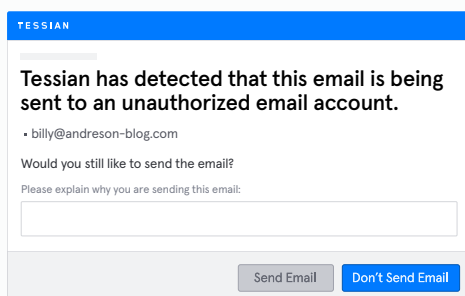 TESSIAN
Tessian has detected that this email is being
sent to an unauthorized email account.
• billy@andreson-blog.com
Would you still like to send the email?
Please explain why you are sending this email:
Send Email Don't Send Email